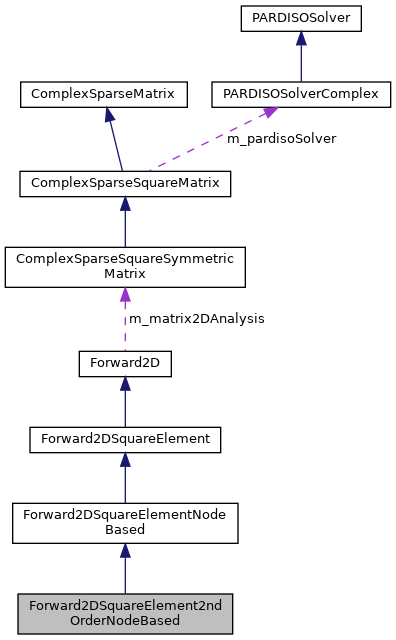 PARDISOSolver
ComplexSparseMatrix
PARDISOSolverComplex
m_pardisoSolver
ComplexSparseSquareMatrix
ComplexSparseSquareSymmetric
Matrix
m_matrix2DAnalysis
Forward2D
Forward2DSquareElement
Forward2DSquareElementNode
Based
Forward2DSquareElement2nd
OrderNodeBased